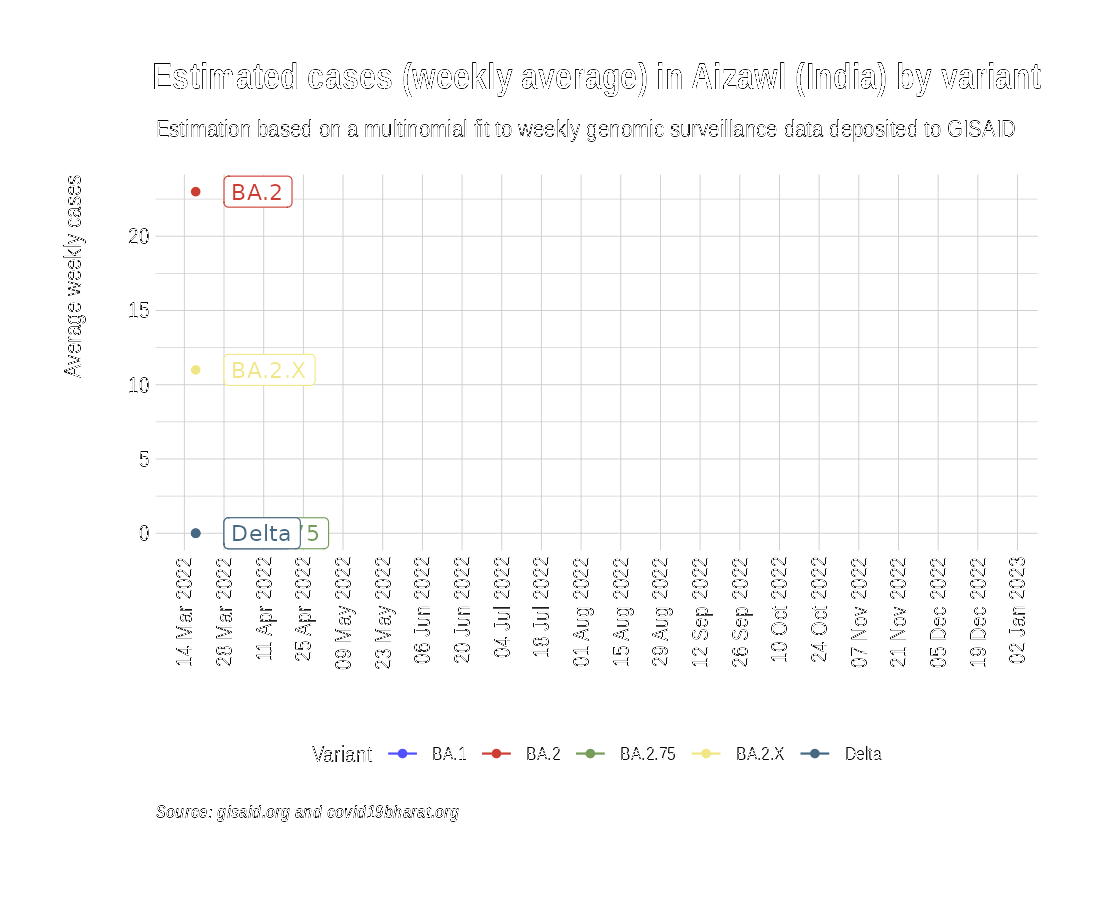 Estimated cases (weekly average) in Aizawl (India) by variant
Estimation based on a multinomial fit to weekly genomic surveillance data deposited to GISAID
Average weekly cases
20
15
10
5
0
BA.2
BA.2.X
Delta
75
14 Mar 2022
28 Mar 2022
11 Apr 2022
25 Apr 2022
09 May 2022
23 May 2022
06 Jun 2022
20 Jun 2022
04 Jul 2022
18 Jul 2022
01 Aug 2022
15 Aug 2022
29 Aug 2022
12 Sep 2022
26 Sep 2022
10 Oct 2022
24 Oct 2022
07 Nov 2022
21 Nov 2022
05 Dec 2022
19 Dec 2022
02 Jan 2023
Variant
BA.1
BA.2
BA.2.75
BA.2.X
Delta
Source: gisaid.org and covid19bharat.org